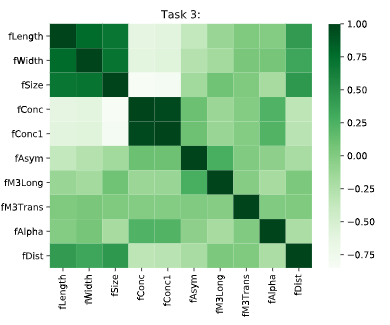 Task 3:
fLength
fWidth
fSize
fConc
fConc1
fAsym
fM3Long
fM3Trans
fAlpha
fDist
fLength
fWidth
fSize
fConc
fConc1
fAsym
fM3Long
fM3Trans
fAlpha
fDist
1.00
0.75
0.50
0.25
0.00
−0.25
−0.50
−0.75